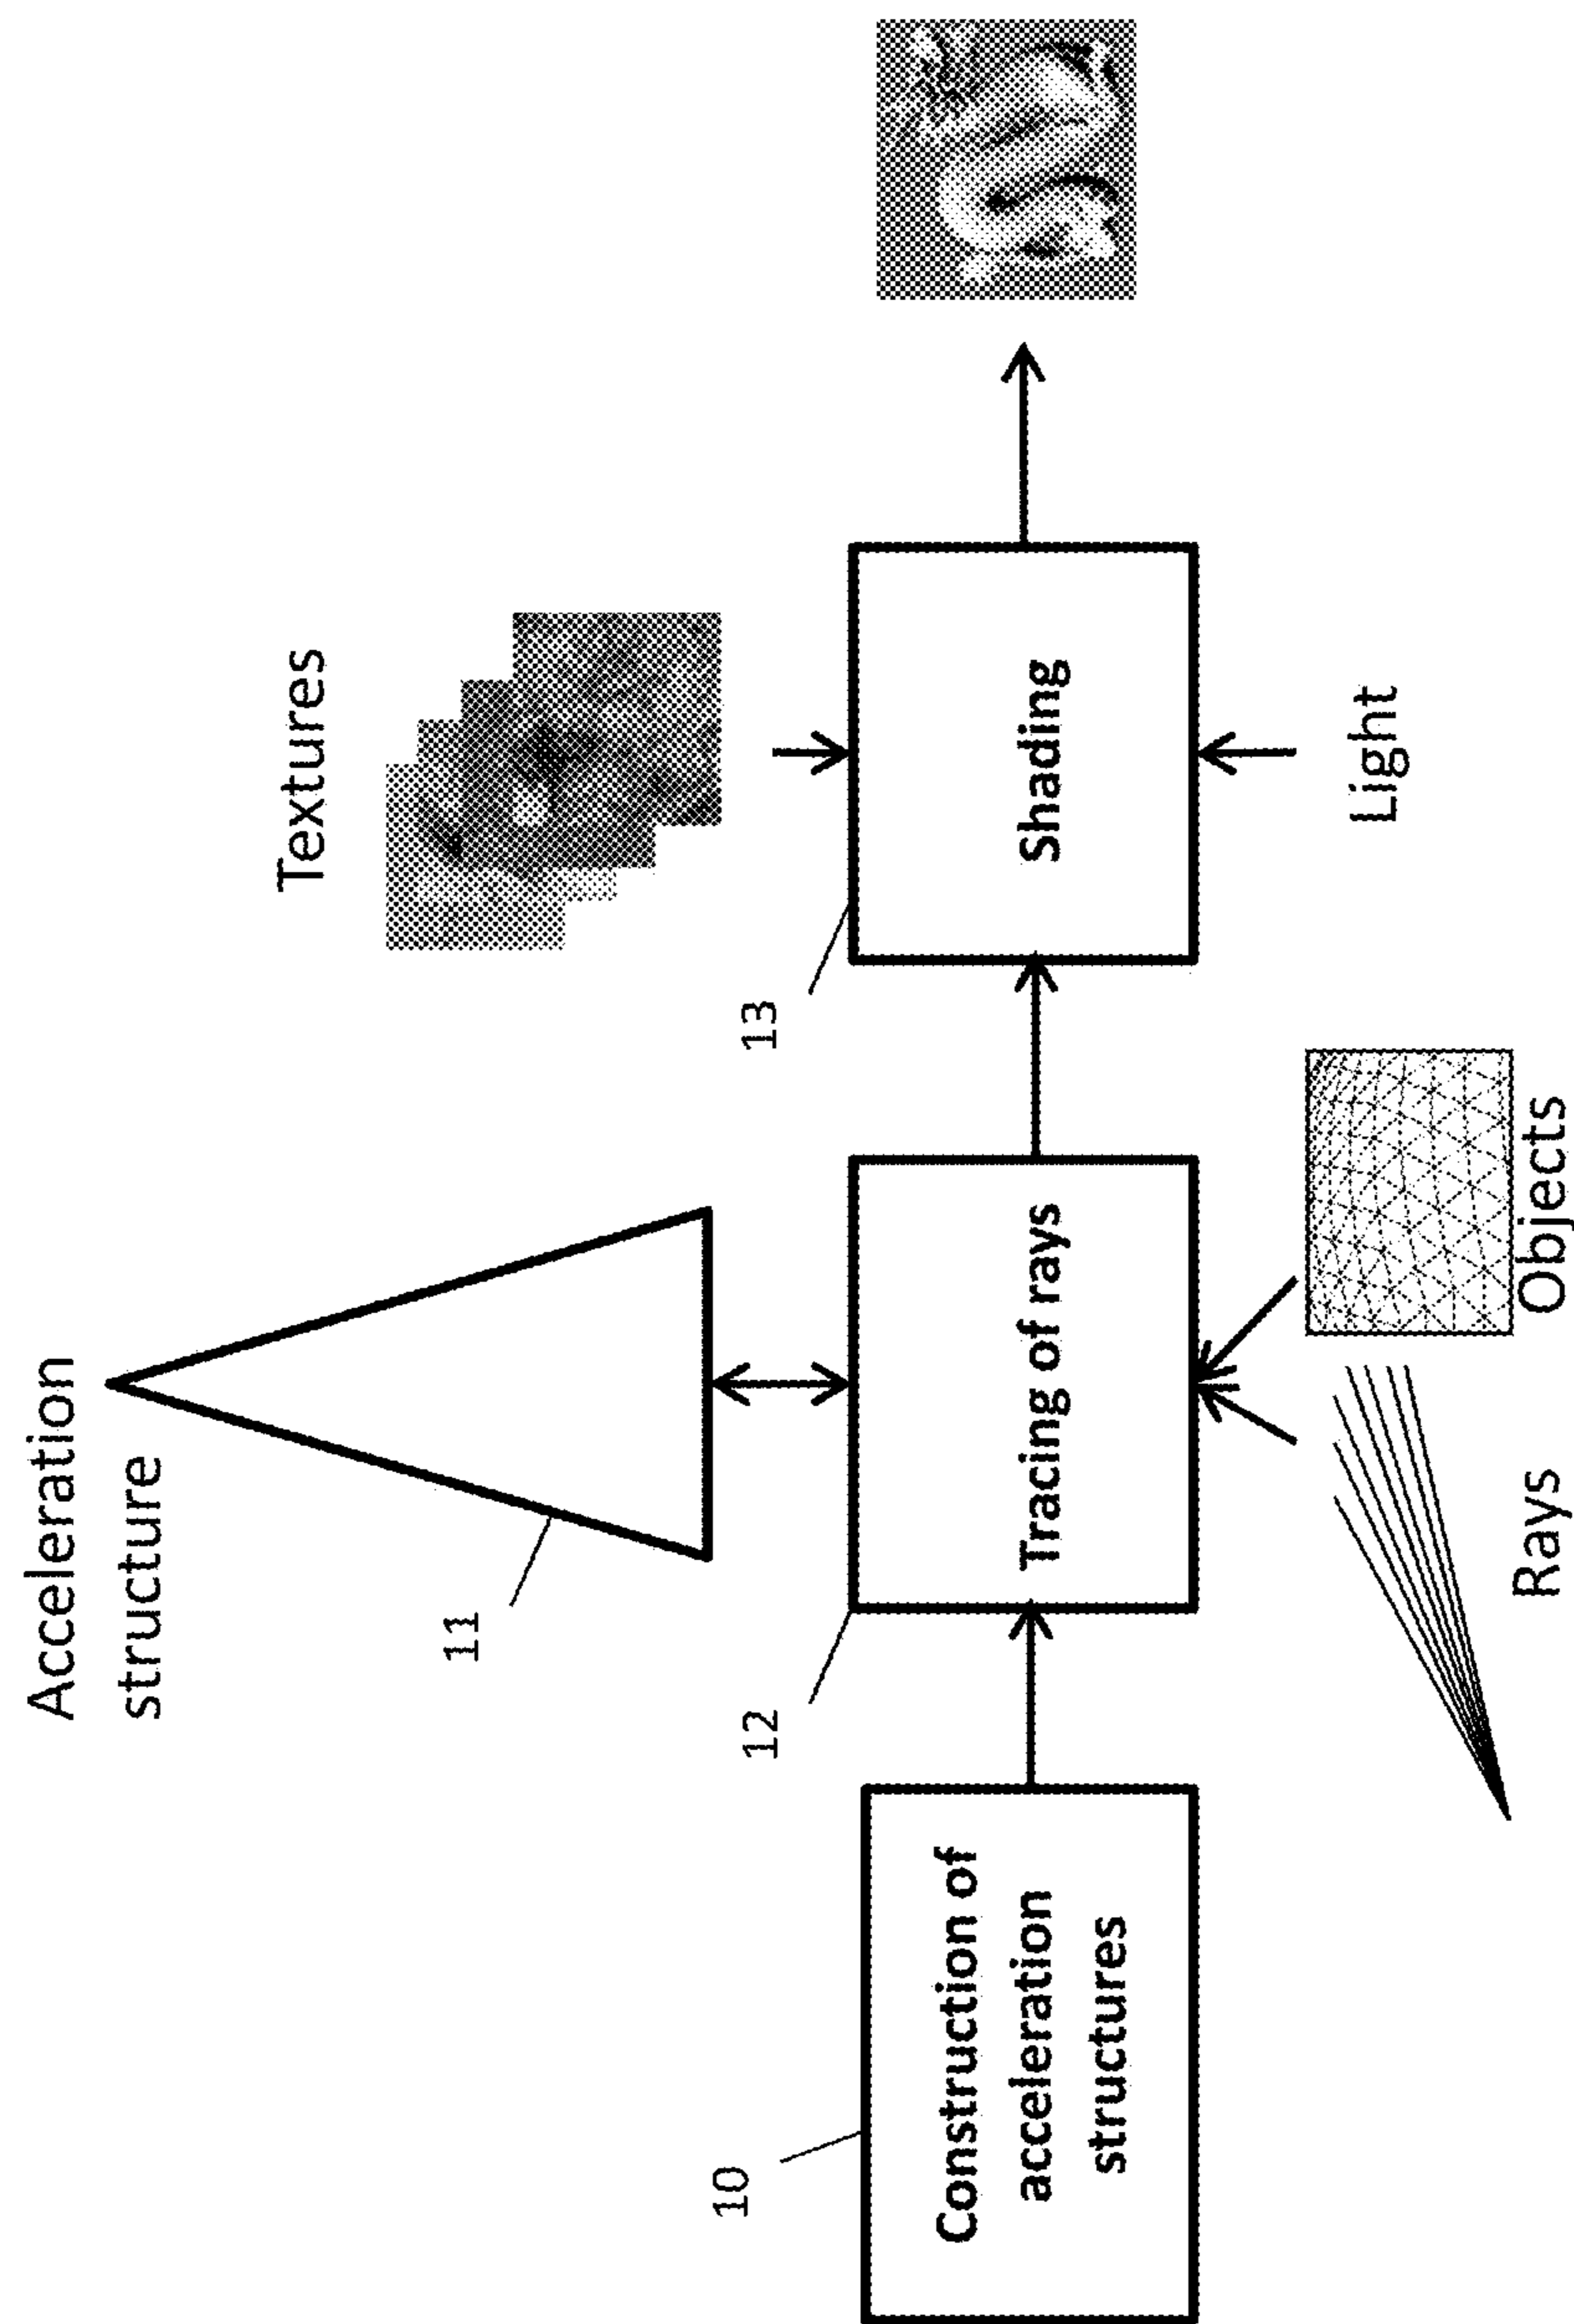 Acceleration
structure
11
Textures
10
Construction of
acceleration
structures
12
Tracing of rays
13
Shading
Rays
Objects
Light